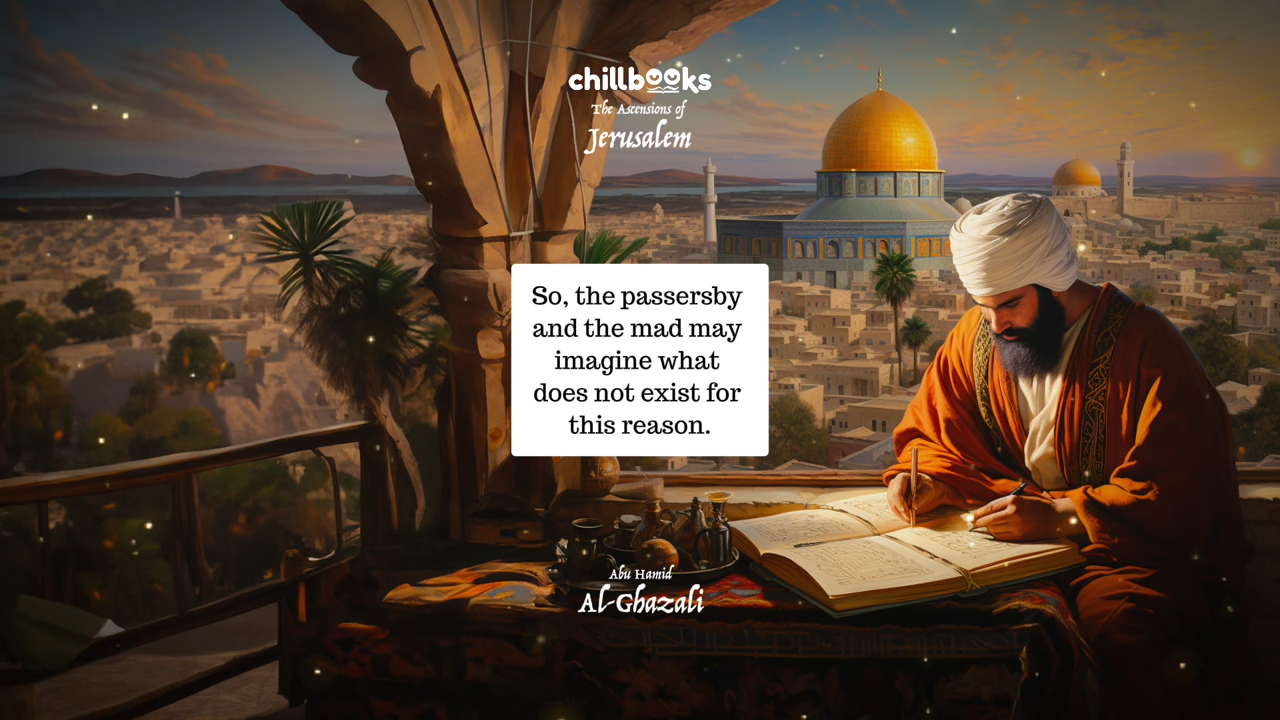 chillbooks
The Ascensions of
Jerusalem
So, the passersby
and the mad may
imagine what
does not exist for
this reason.
Abu Hamid
Al-Ghazali